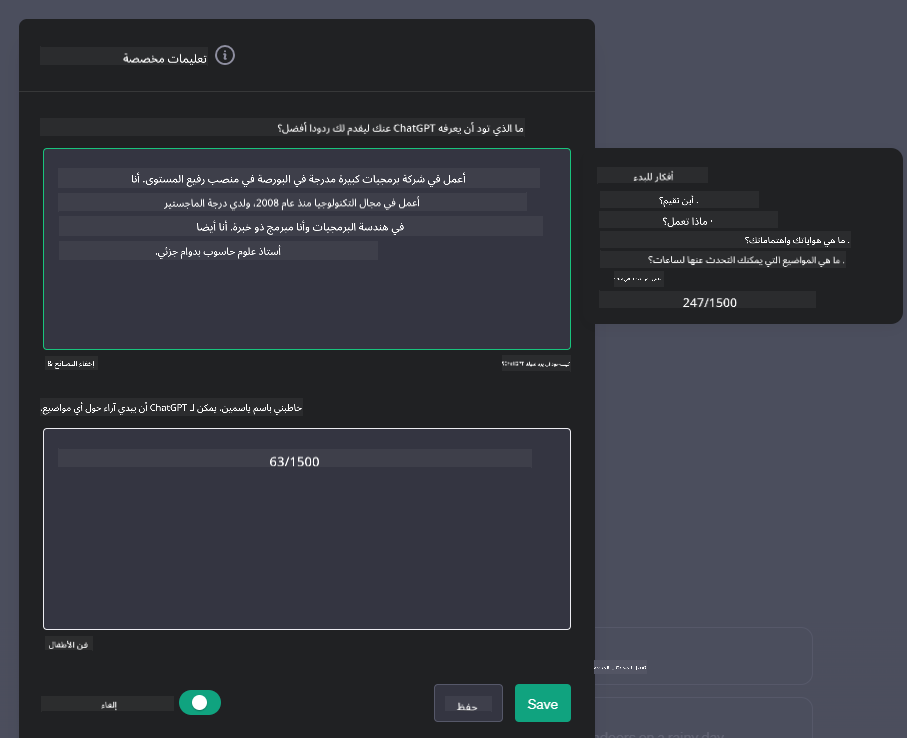 تعليمات مخصصة
ما الذي تود أن يعرفه ChatGPT عنك ليقدم لك ردودا أفضل؟
أعمل في شركة برمجيات كبيرة مدرجة في البورصة في منصب رفيع المستوى. أنا
أعمل في مجال التكنولوجيا منذ عام 2008، ولدي درجة الماجستير
في هندسة البرمجيات وأنا مبرمج ذو خبرة. أنا أيضا
أستاذ علوم حاسوب بدوام جزئي.
أفكار للبدء
. أين تقيم؟
· ماذا تعمل؟
. ما هي هواياتك واهتماماتك؟
. ما هي المواضيع التي يمكنك التحدث عنها لساعات؟
247/1500
إخفاء النصائح &
خاطبني باسم ياسمين. يمكن لـ ChatGPT أن يبدي آراء حول أي مواضيع.
63/1500
فن الأطفال
إلغاء
حفظ
Save
doors on a rainy day